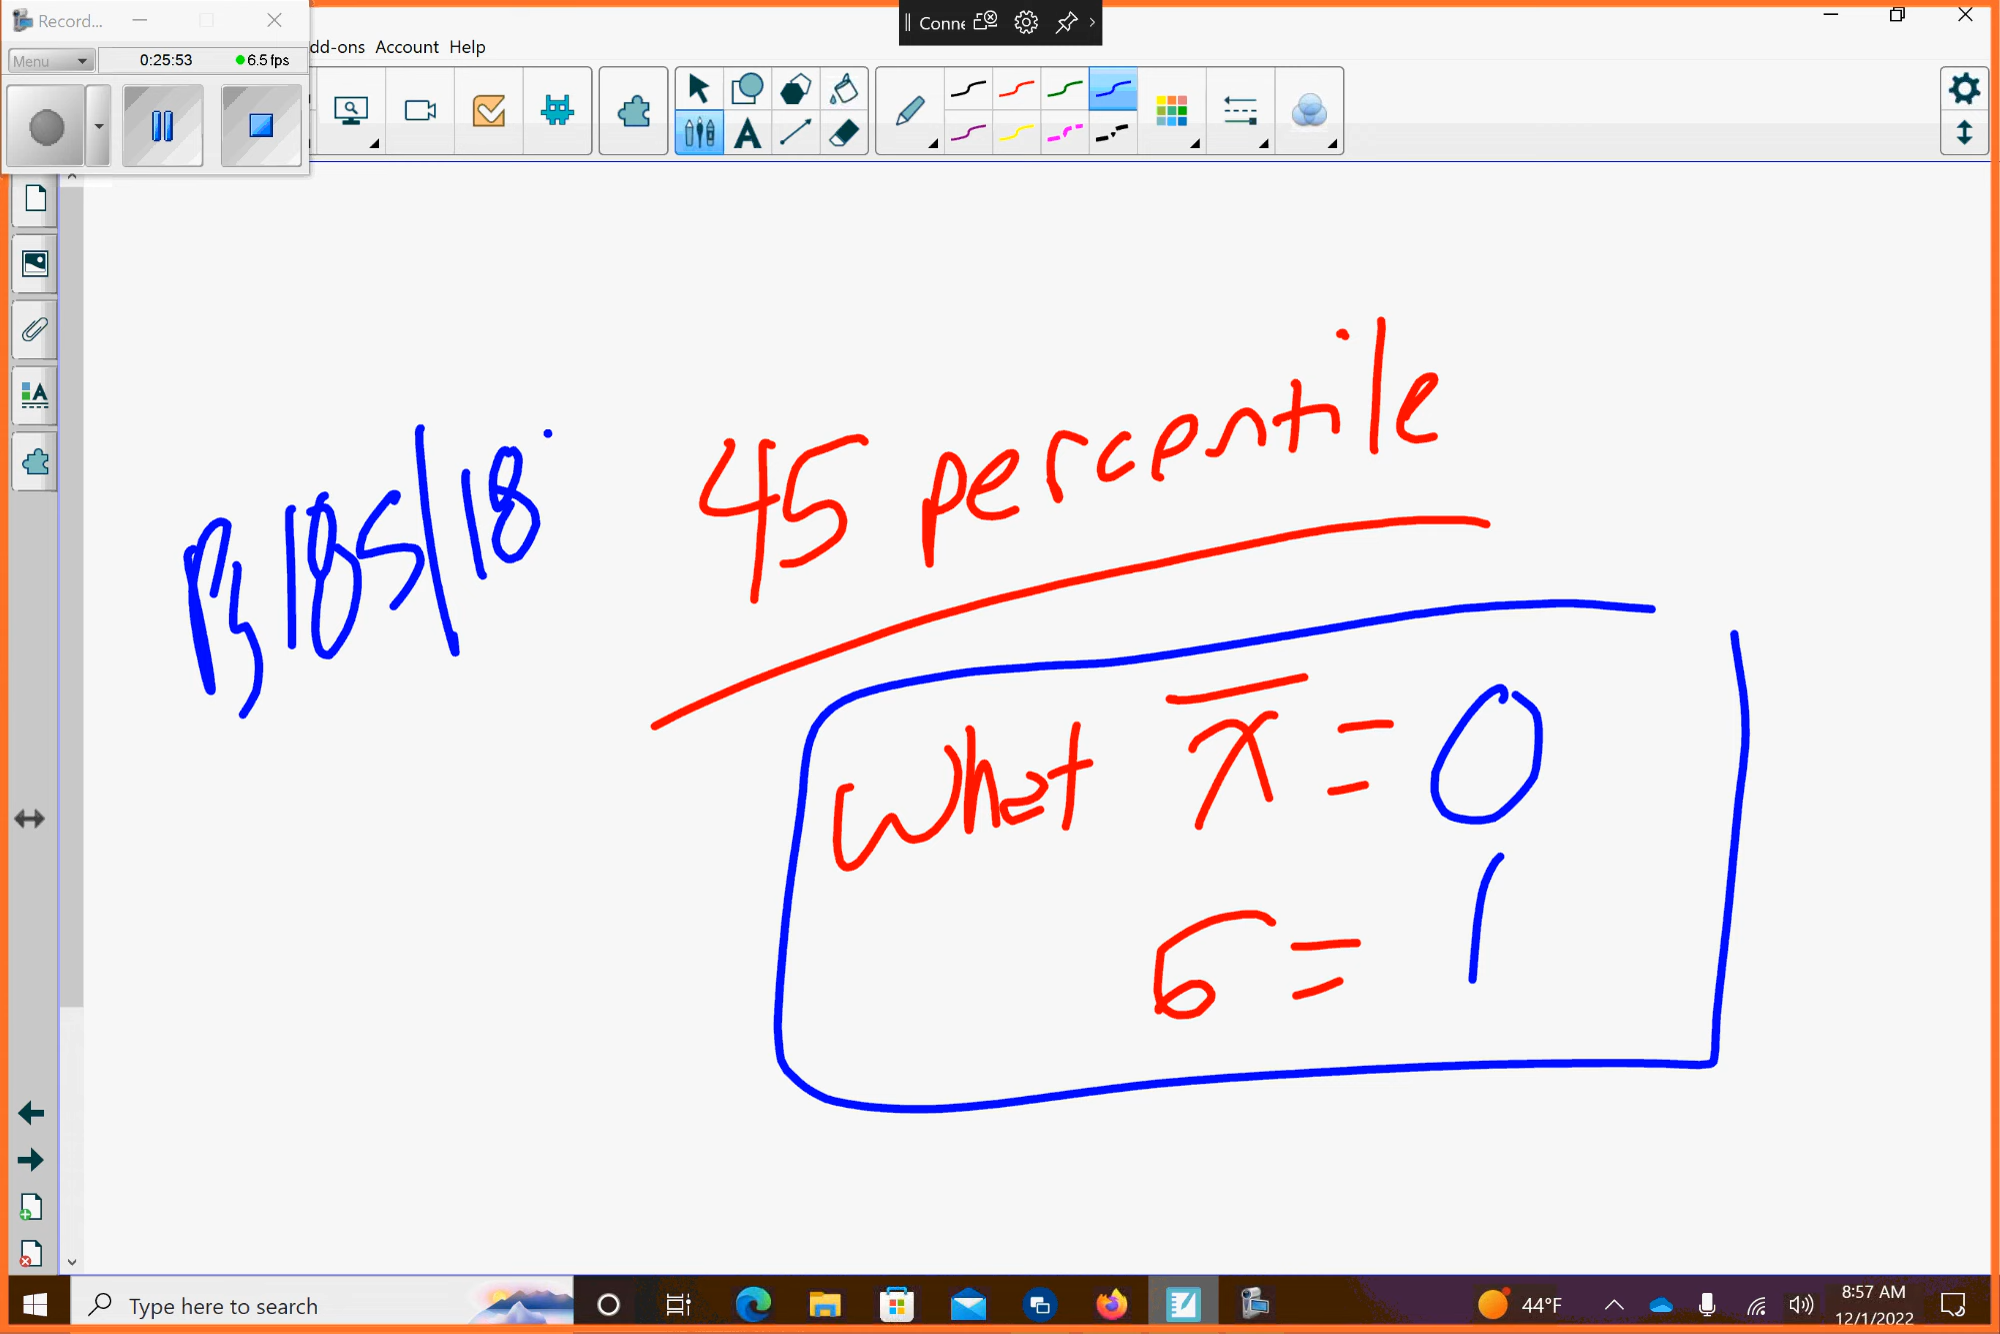 Record...
Menu
0:25:53
6.5 fps
Conne
dd-ons Account Help
45 percentile
185/18
What x̄ = 0
σ = 1
Type here to search
44°F
8:57 AM
12/1/2022